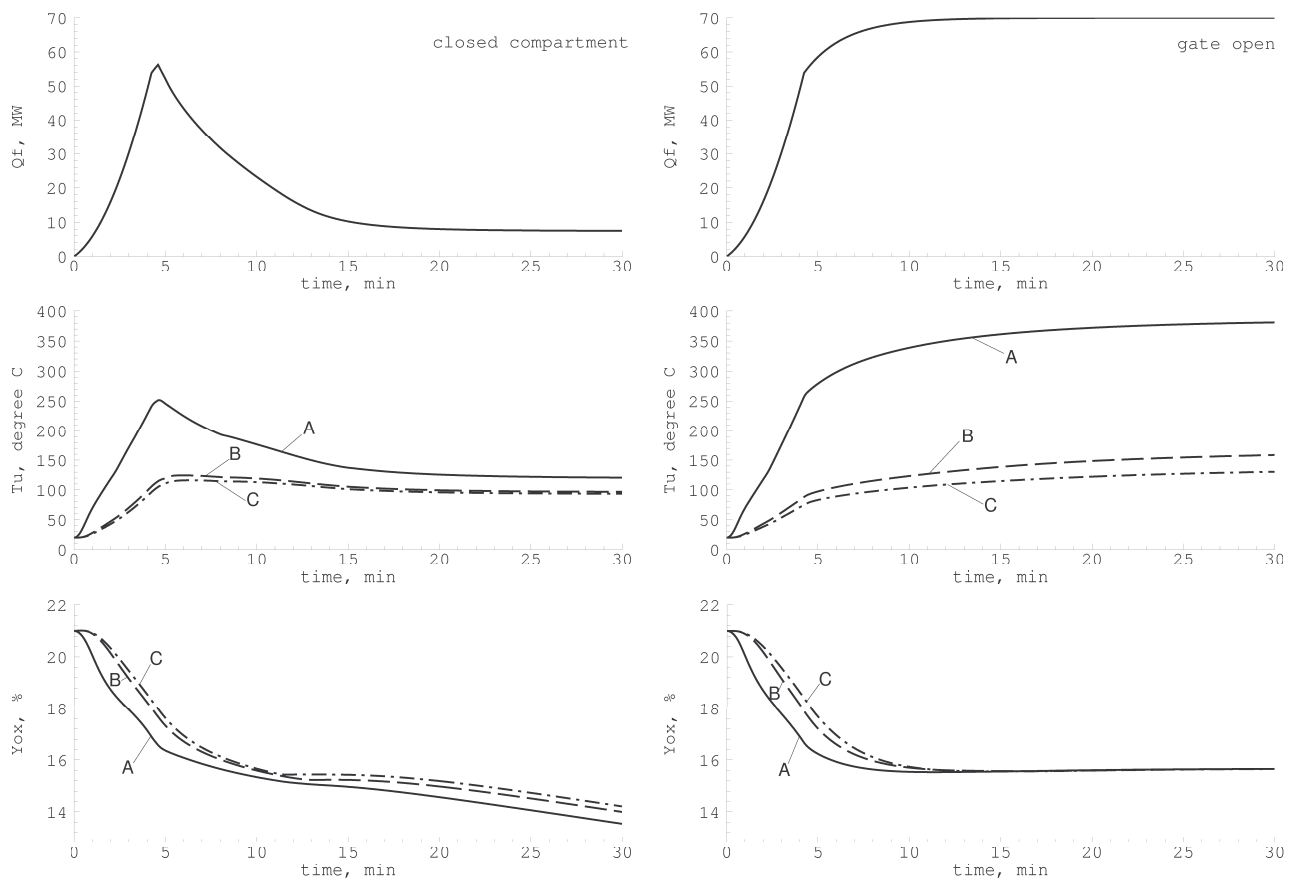 closed compartment
Qf, MW
70
60
50
40
30
20
10
0
0 5 10 15 20 25 30
time, min
gate open
Qf, MW
70
60
50
40
30
20
10
0
0 5 10 15 20 25 30
time, min
Tu, degree C
400
350
300
250
200
150
100
50
0
A
B
C
0 5 10 15 20 25 30
time, min
Tu, degree C
400
350
300
250
200
150
100
50
0
A
B
C
0 5 10 15 20 25 30
time, min
Yox, %
22
20
18
16
14
C
B
A
0 5 10 15 20 25 30
time, min
Yox, %
22
20
18
16
14
C
B
A
0 5 10 15 20 25 30
time, min